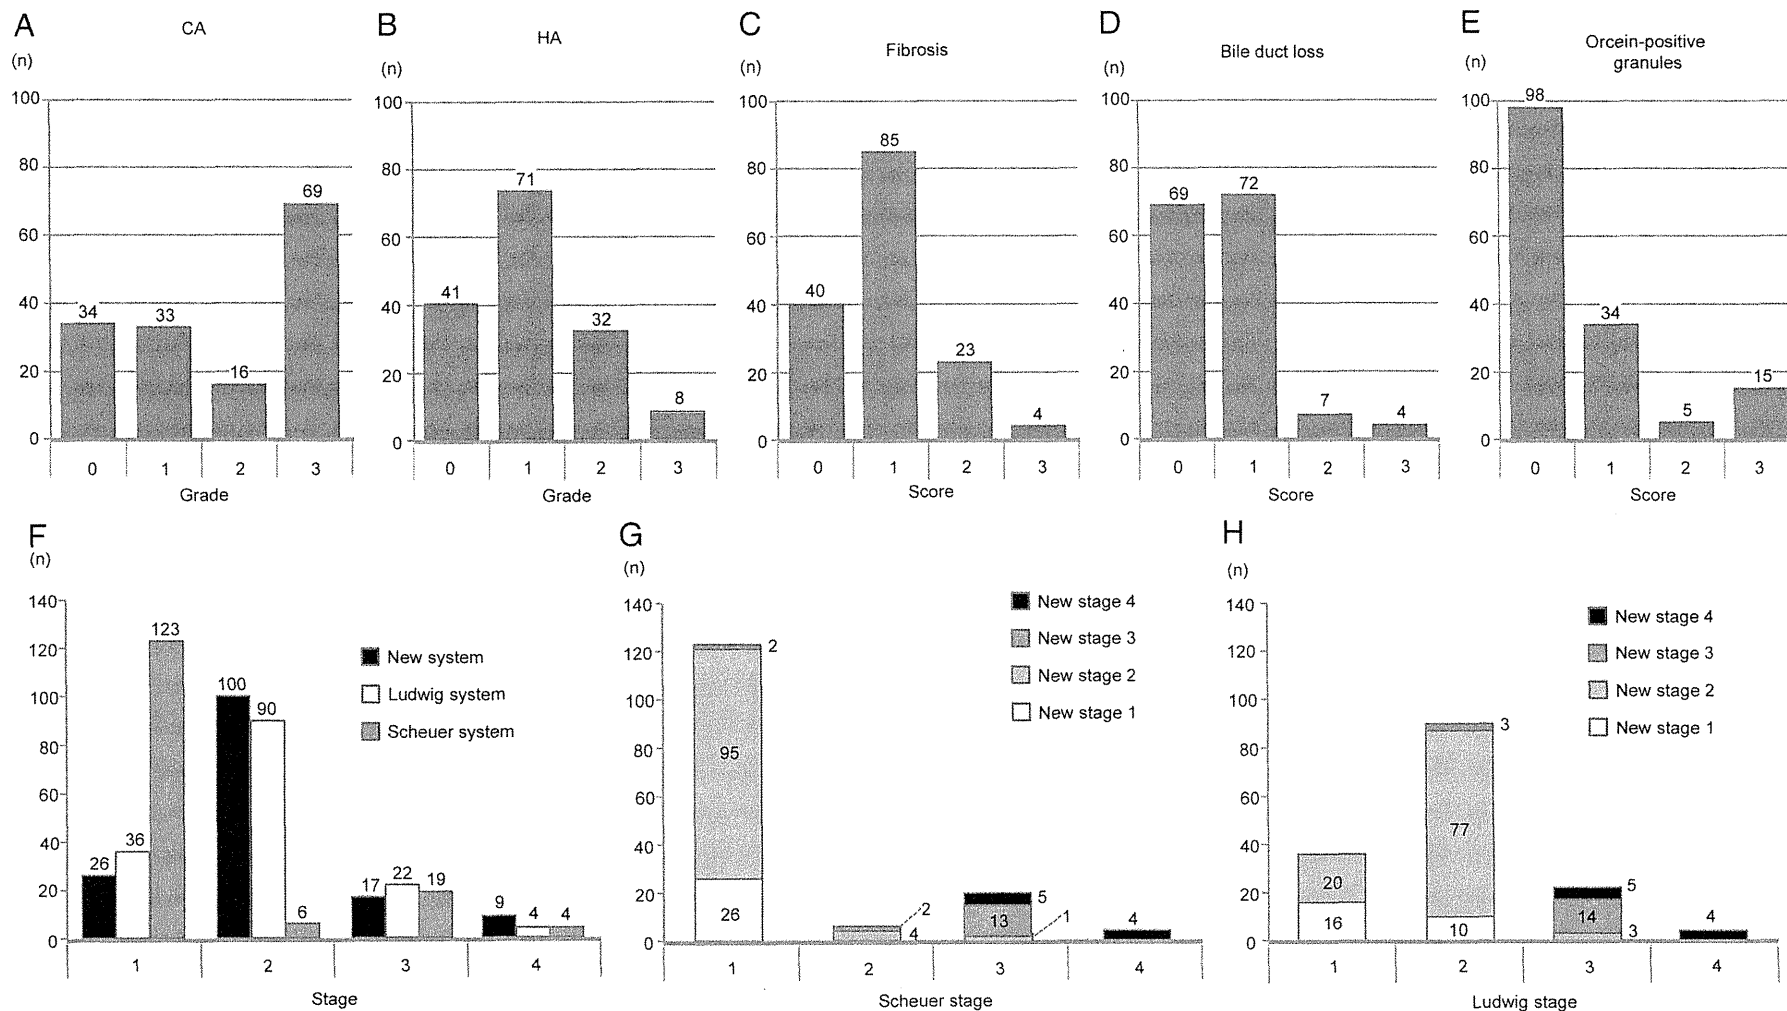 A
CA
(n)
100
80
60
40
20
0
34
33
16
69
0 1 2 3
Grade
B
HA
(n)
100
80
60
40
20
0
41
71
32
8
0 1 2 3
Grade
C
Fibrosis
(n)
100
80
60
40
20
0
40
85
23
4
0 1 2 3
Score
D
Bile duct loss
(n)
100
80
60
40
20
0
69
72
7
4
0 1 2 3
Score
E
Orcein-positive
granules
(n)
100
80
60
40
20
0
98
34
5
15
0 1 2 3
Score
F
(n)
140
120
100
80
60
40
20
0
26
36
123
100
90
6
17
22
19
9
4
4
New system
Ludwig system
Scheuer system
1 2 3 4
Stage
G
(n)
140
120
100
80
60
40
20
0
2
95
26
2
4
5
13
1
4
New stage 4
New stage 3
New stage 2
New stage 1
1 2 3 4
Scheuer stage
H
(n)
140
120
100
80
60
40
20
0
20
16
3
77
10
5
14
3
4
New stage 4
New stage 3
New stage 2
New stage 1
1 2 3 4
Ludwig stage